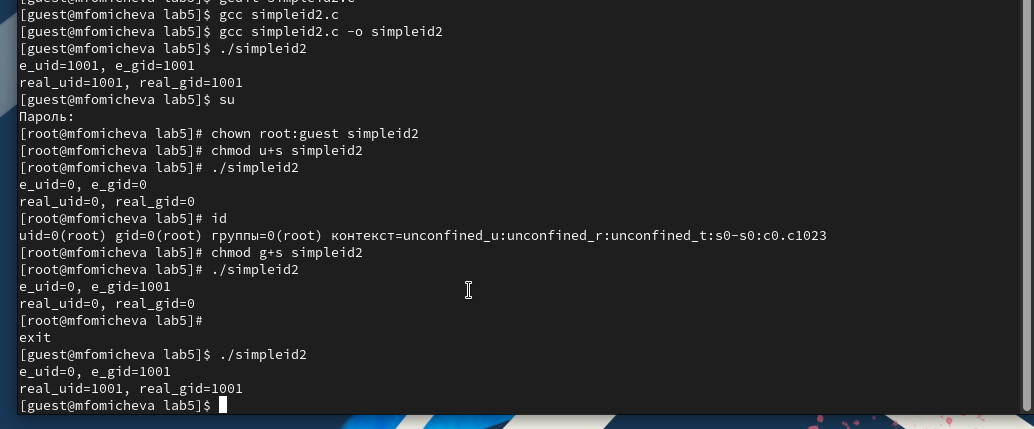 [guest@mfomicheva lab5]$ gedit simpleid2.c
[guest@mfomicheva lab5]$ gcc simpleid2.c
[guest@mfomicheva lab5]$ gcc simpleid2.c -o simpleid2
[guest@mfomicheva lab5]$ ./simpleid2
e_uid=1001, e_gid=1001
real_uid=1001, real_gid=1001
[guest@mfomicheva lab5]$ su
Пароль:
[root@mfomicheva lab5]# chown root:guest simpleid2
[root@mfomicheva lab5]# chmod u+s simpleid2
[root@mfomicheva lab5]# ./simpleid2
e_uid=0, e_gid=0
real_uid=0, real_gid=0
[root@mfomicheva lab5]# id
uid=0(root) gid=0(root) группы=0(root) контекст=unconfined_u:unconfined_r:unconfined_t:s0-s0:c0.c1023
[root@mfomicheva lab5]# chmod g+s simpleid2
[root@mfomicheva lab5]# ./simpleid2
e_uid=0, e_gid=1001
real_uid=0, real_gid=0
[root@mfomicheva lab5]#
exit
[guest@mfomicheva lab5]$ ./simpleid2
e_uid=0, e_gid=1001
real_uid=1001, real_gid=1001
[guest@mfomicheva lab5]$